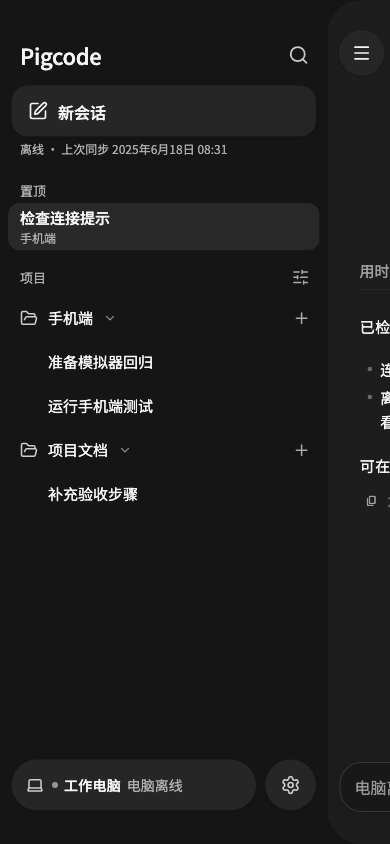 Pigcode
新会话
离线 · 上次同步 2025年6月18日 08:31
置顶
检查连接提示
手机端
项目
手机端
准备模拟器回归
运行手机端测试
项目文档
补充验收步骤
工作电脑 电脑离线
用时
已检
连
离
看
可在
电脑